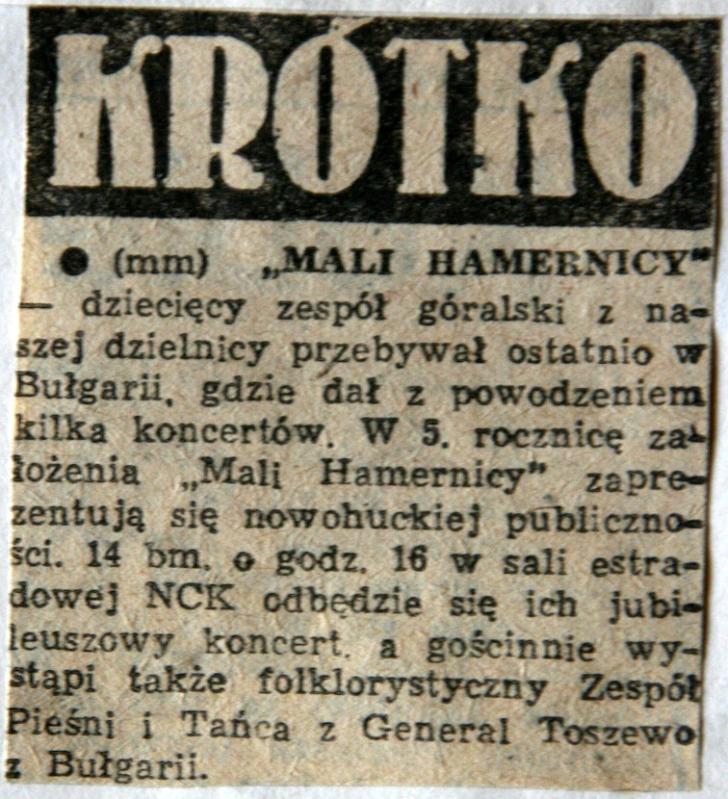 KRÓTKO
● (mm) „MALI HAMERNICY"
— dziecięcy zespół góralski z na-
szej dzielnicy przebywał ostatnio w
Bułgarii, gdzie dał z powodzeniem
kilka koncertów. W 5. rocznicę za-
łożenia „Mali Hamernicy" zapre-
zentują się nowohuckiej publiczno-
ści. 14 bm. o godz. 16 w sali estra-
dowej NCK odbędzie się ich jubi-
leuszowy koncert, a gościnnie wy-
stąpi także folklorystyczny Zespół
Pieśni i Tańca z General Toszewo
z Bułgarii.